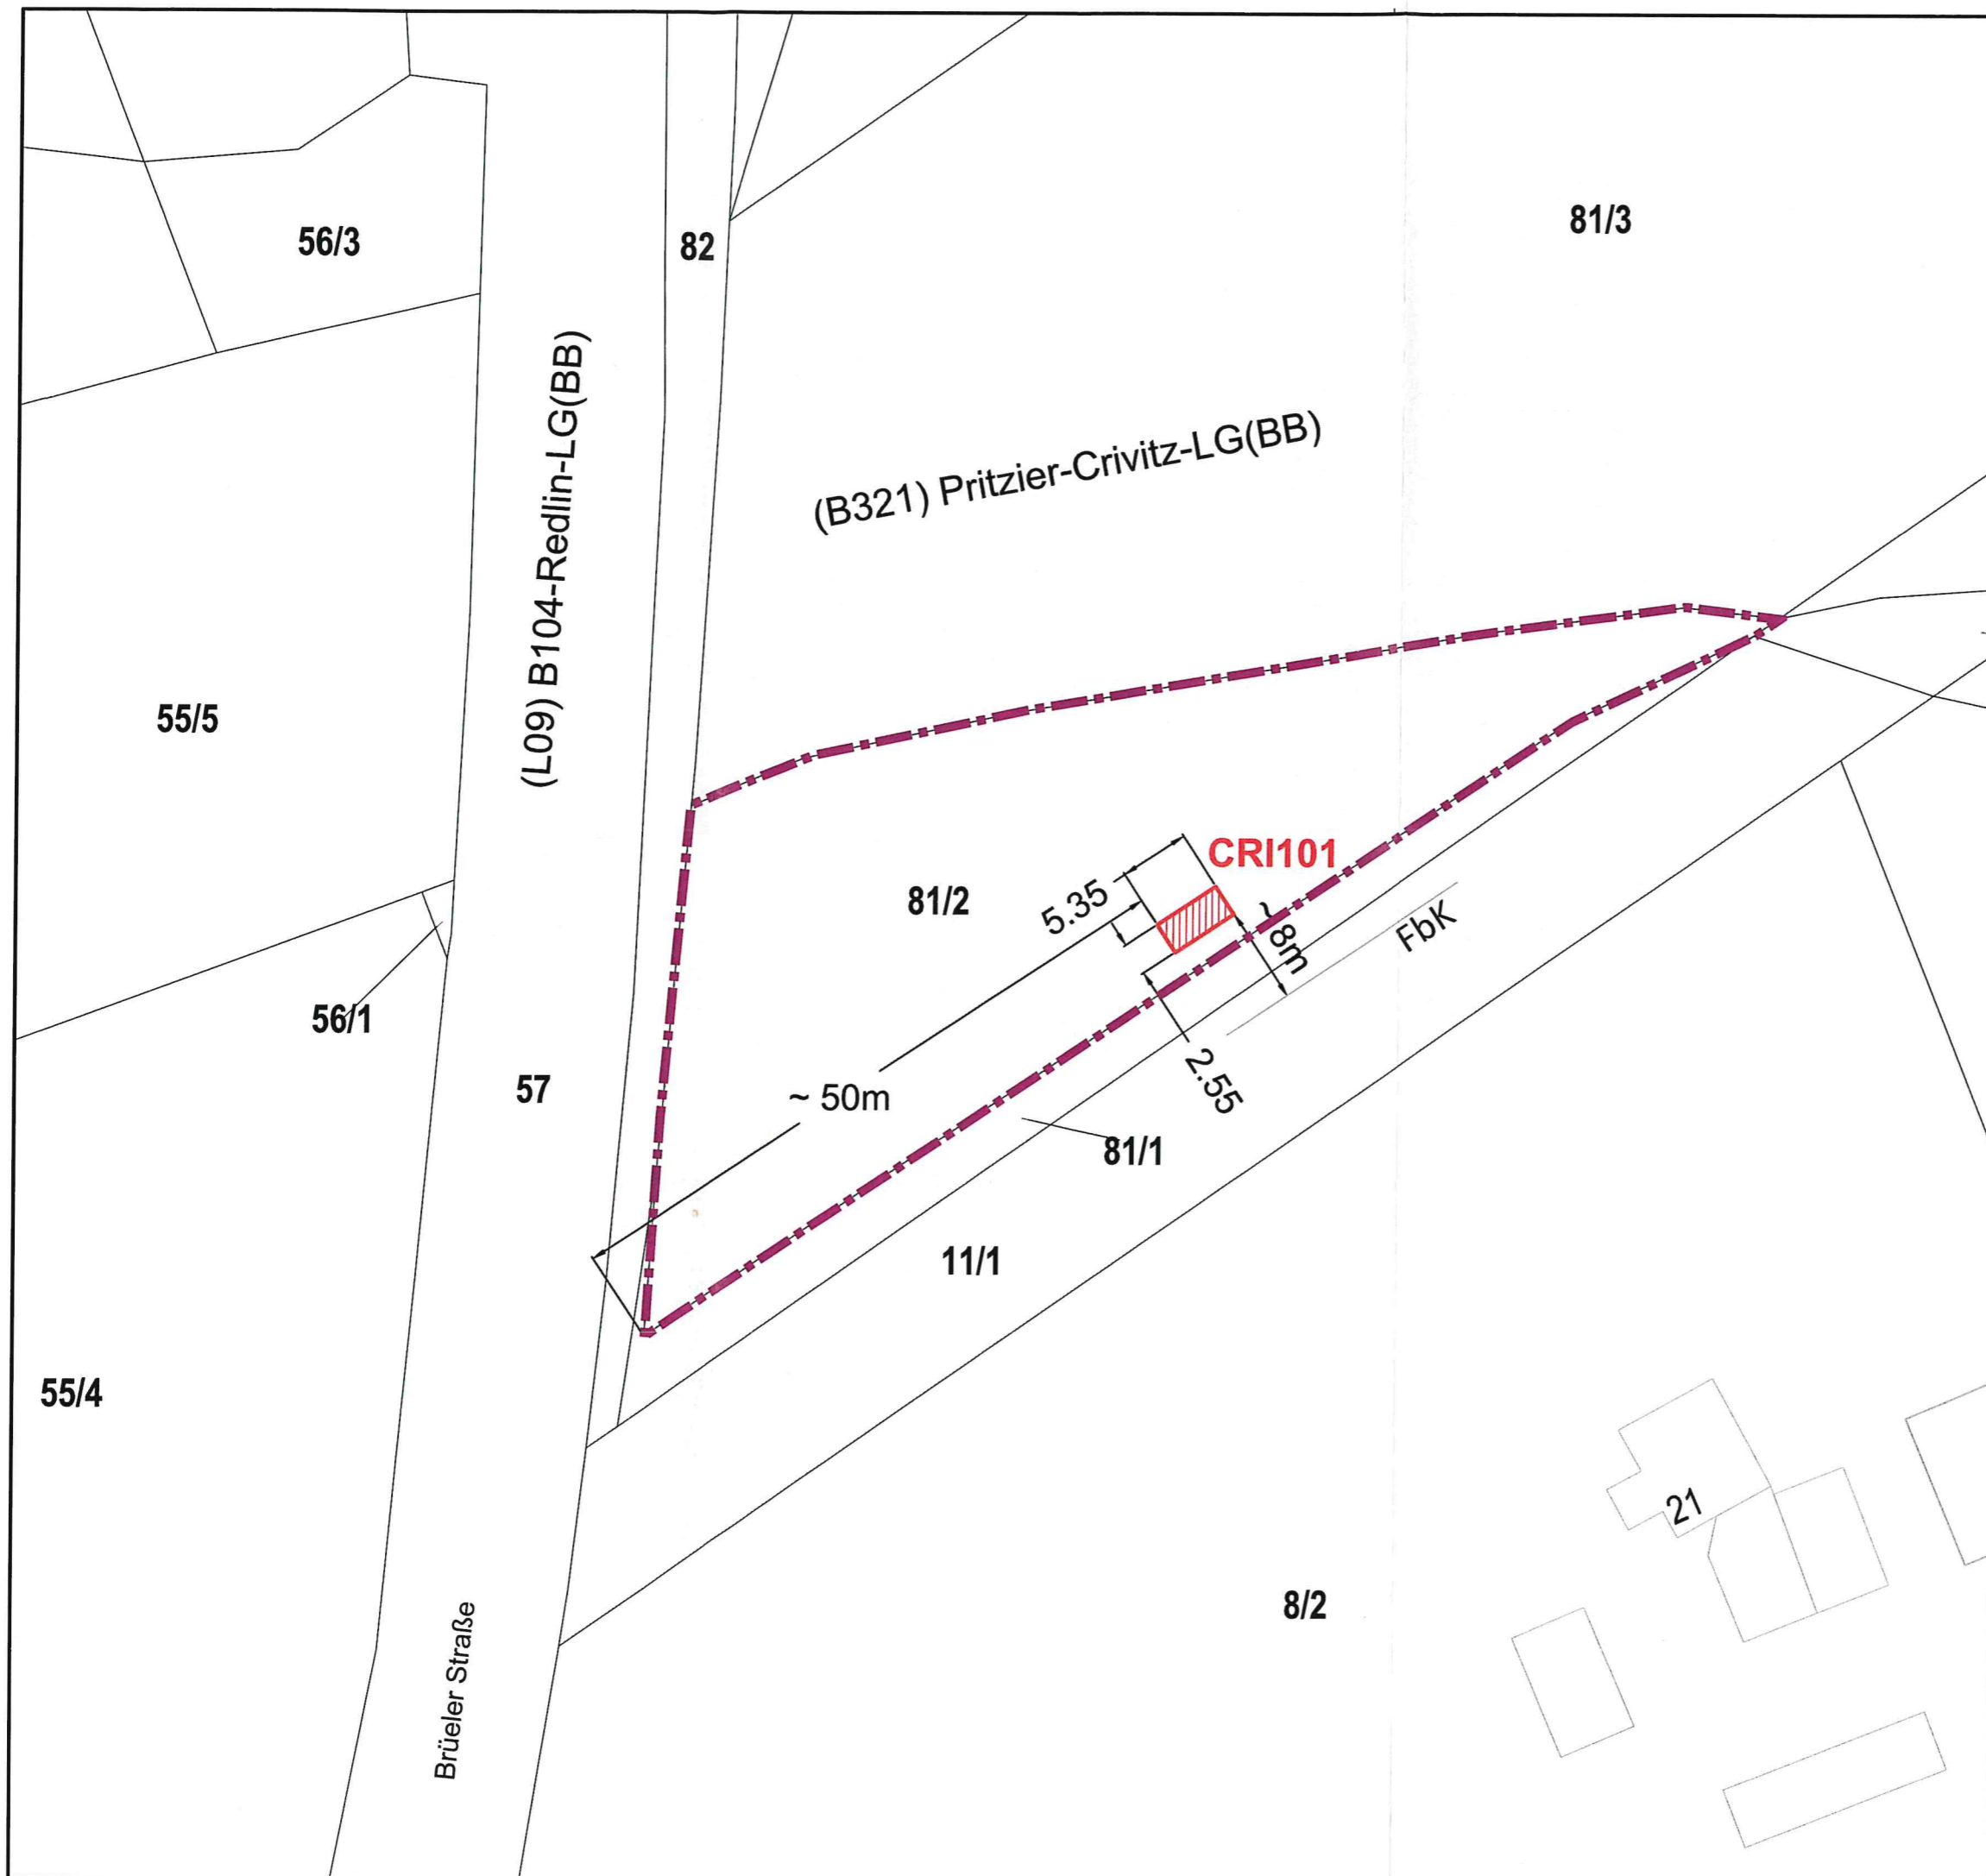 81/3
56/3
82
(L09) B104-Redlin-LG(BB)
(B321) Pritzier-Crivitz-LG(BB)
55/5
CRI101
81/2
5.35
~8m
FbK
56/1
57
~ 50m
2.55
81/1
11/1
55/4
21
8/2
Brüeler Straße